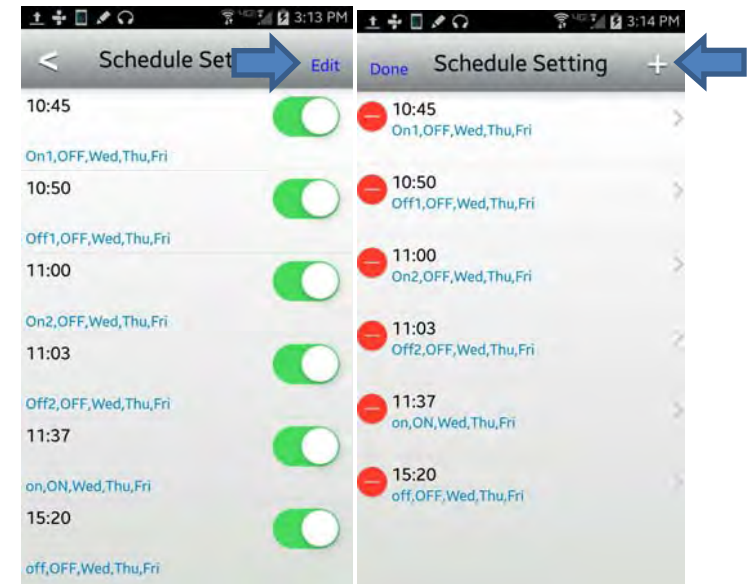 3:13 PM
< Schedule Set Edit
10:45
On1,OFF,Wed,Thu,Fri
10:50
Off1,OFF,Wed,Thu,Fri
11:00
On2,OFF,Wed,Thu,Fri
11:03
Off2,OFF,Wed,Thu,Fri
11:37
on,ON,Wed,Thu,Fri
15:20
off,OFF,Wed,Thu,Fri
3:14 PM
Done Schedule Setting +
10:45
On1,OFF,Wed,Thu,Fri
10:50
Off1,OFF,Wed,Thu,Fri
11:00
On2,OFF,Wed,Thu,Fri
11:03
Off2,OFF,Wed,Thu,Fri
11:37
on,ON,Wed,Thu,Fri
15:20
off,OFF,Wed,Thu,Fri